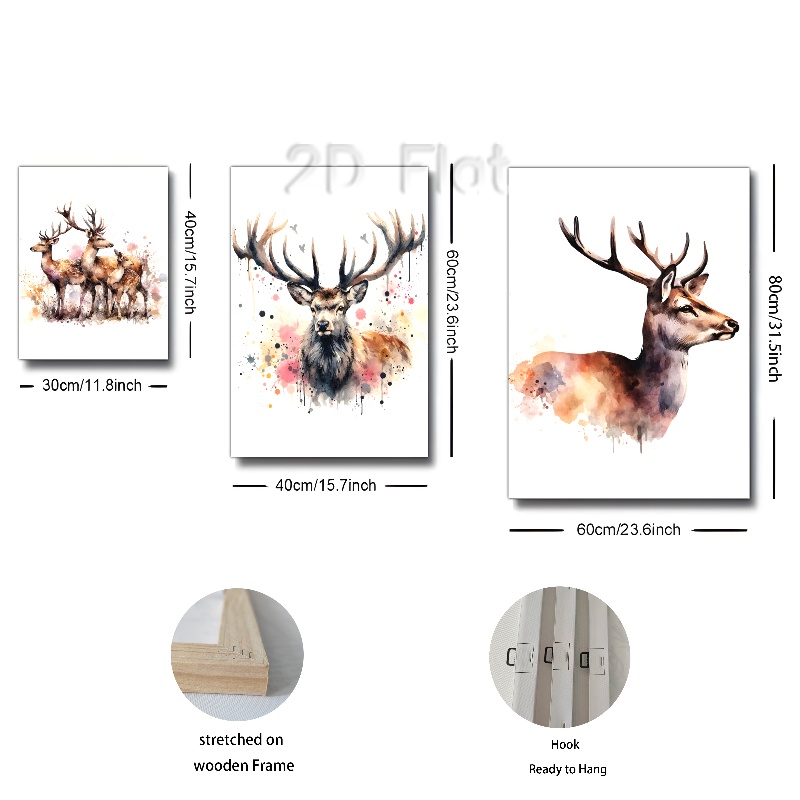 2D Flat
40cm/15.7inch
30cm/11.8inch
60cm/23.6inch
40cm/15.7inch
80cm/31.5inch
60cm/23.6inch
stretched on
wooden Frame
Hook
Ready to Hang